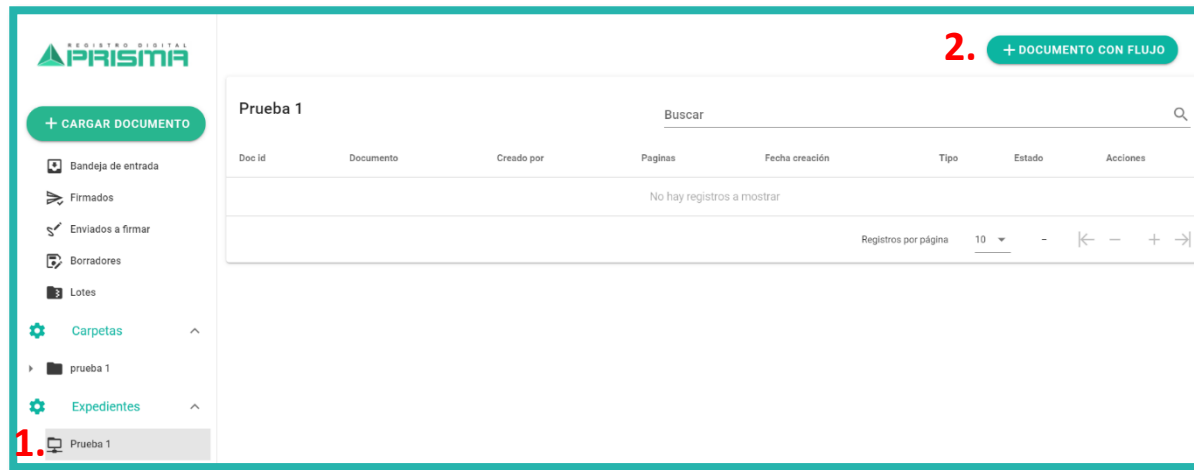 REGISTRO DIGITAL
PRISMA
2.
+ DOCUMENTO CON FLUJO
+ CARGAR DOCUMENTO
Bandeja de entrada
Firmados
Enviados a firmar
Borradores
Lotes
Carpetas
prueba 1
Expedientes
1.
Prueba 1
Prueba 1
Buscar
Doc id Documento Creado por Paginas Fecha creación Tipo Estado Acciones
No hay registros a mostrar
Registros por página 10 -